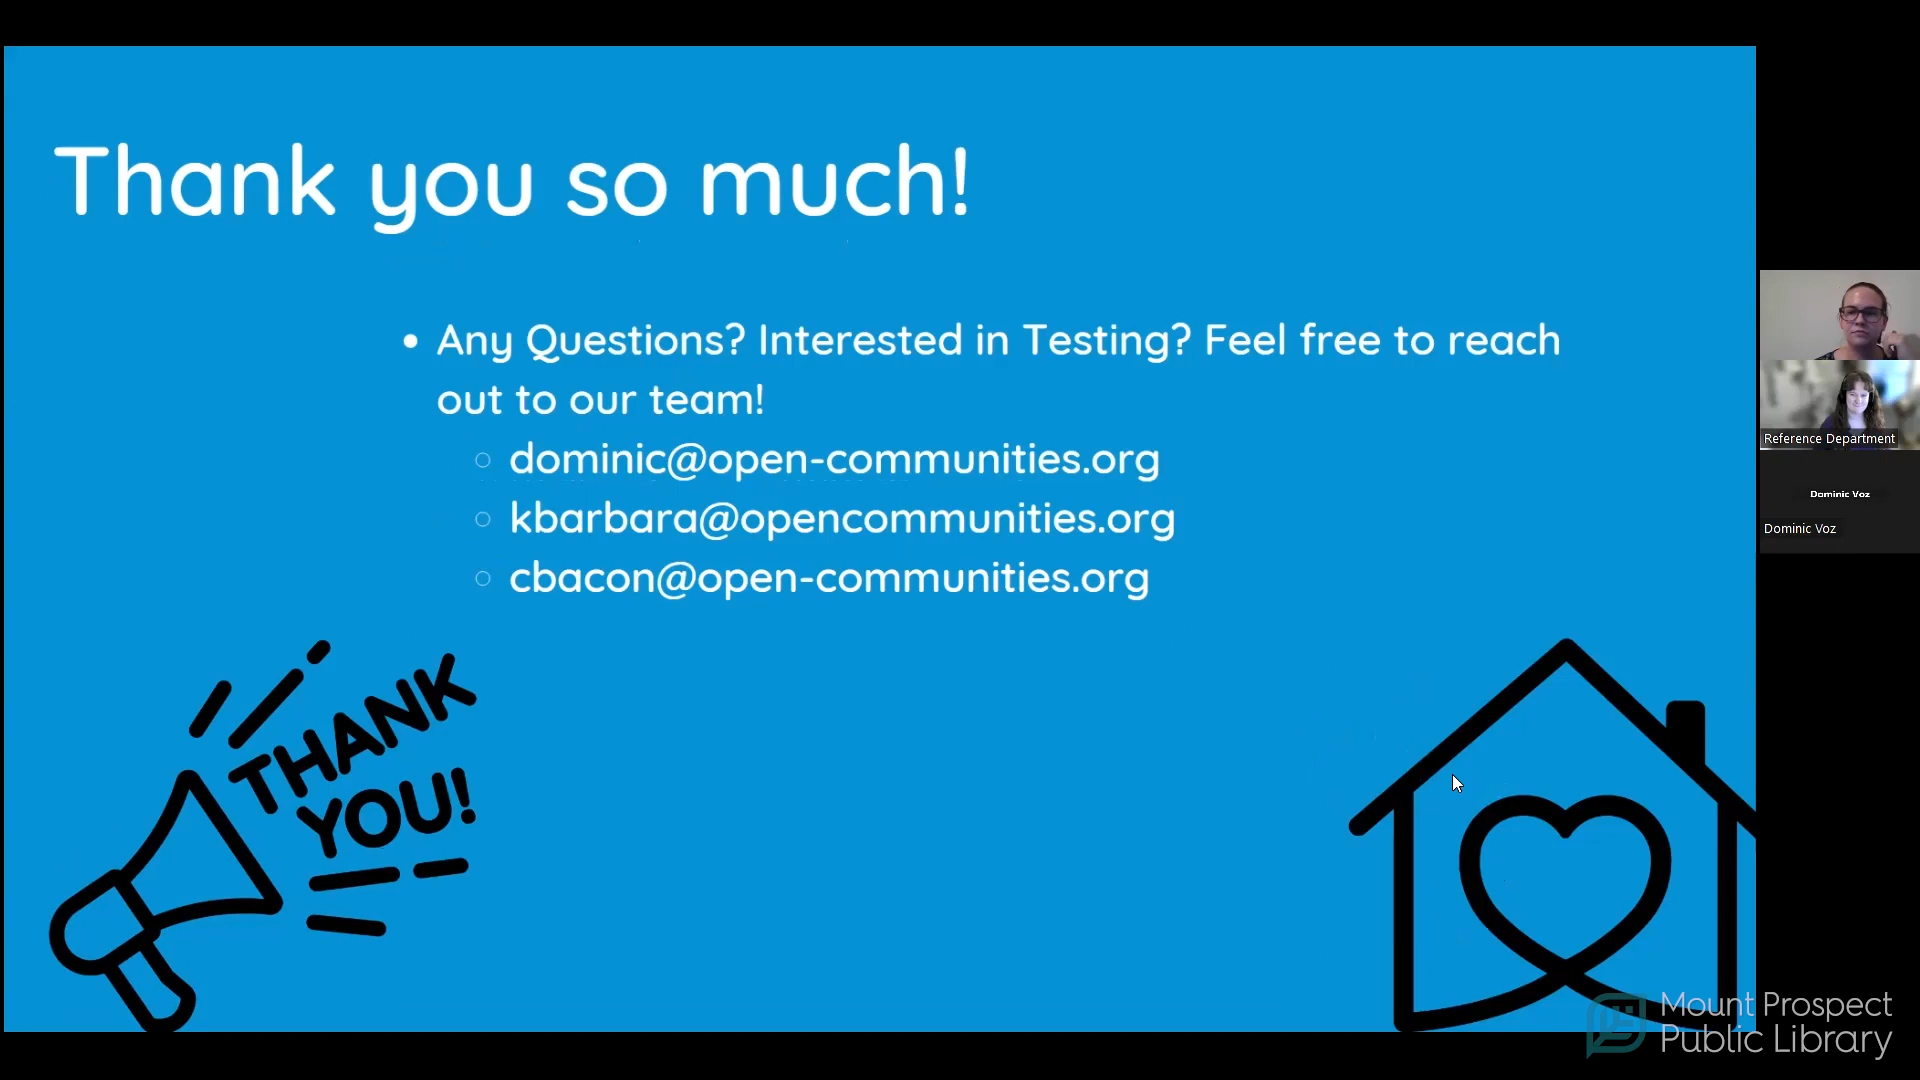 Thank you so much!
Any Questions? Interested in Testing? Feel free to reach
out to our team!
dominic@open-communities.org
kbarbara@opencommunities.org
cbacon@open-communities.org
THANK
YOU!
Reference Department
Dominic Voz
Dominic Voz
Mount Prospect
Public Library